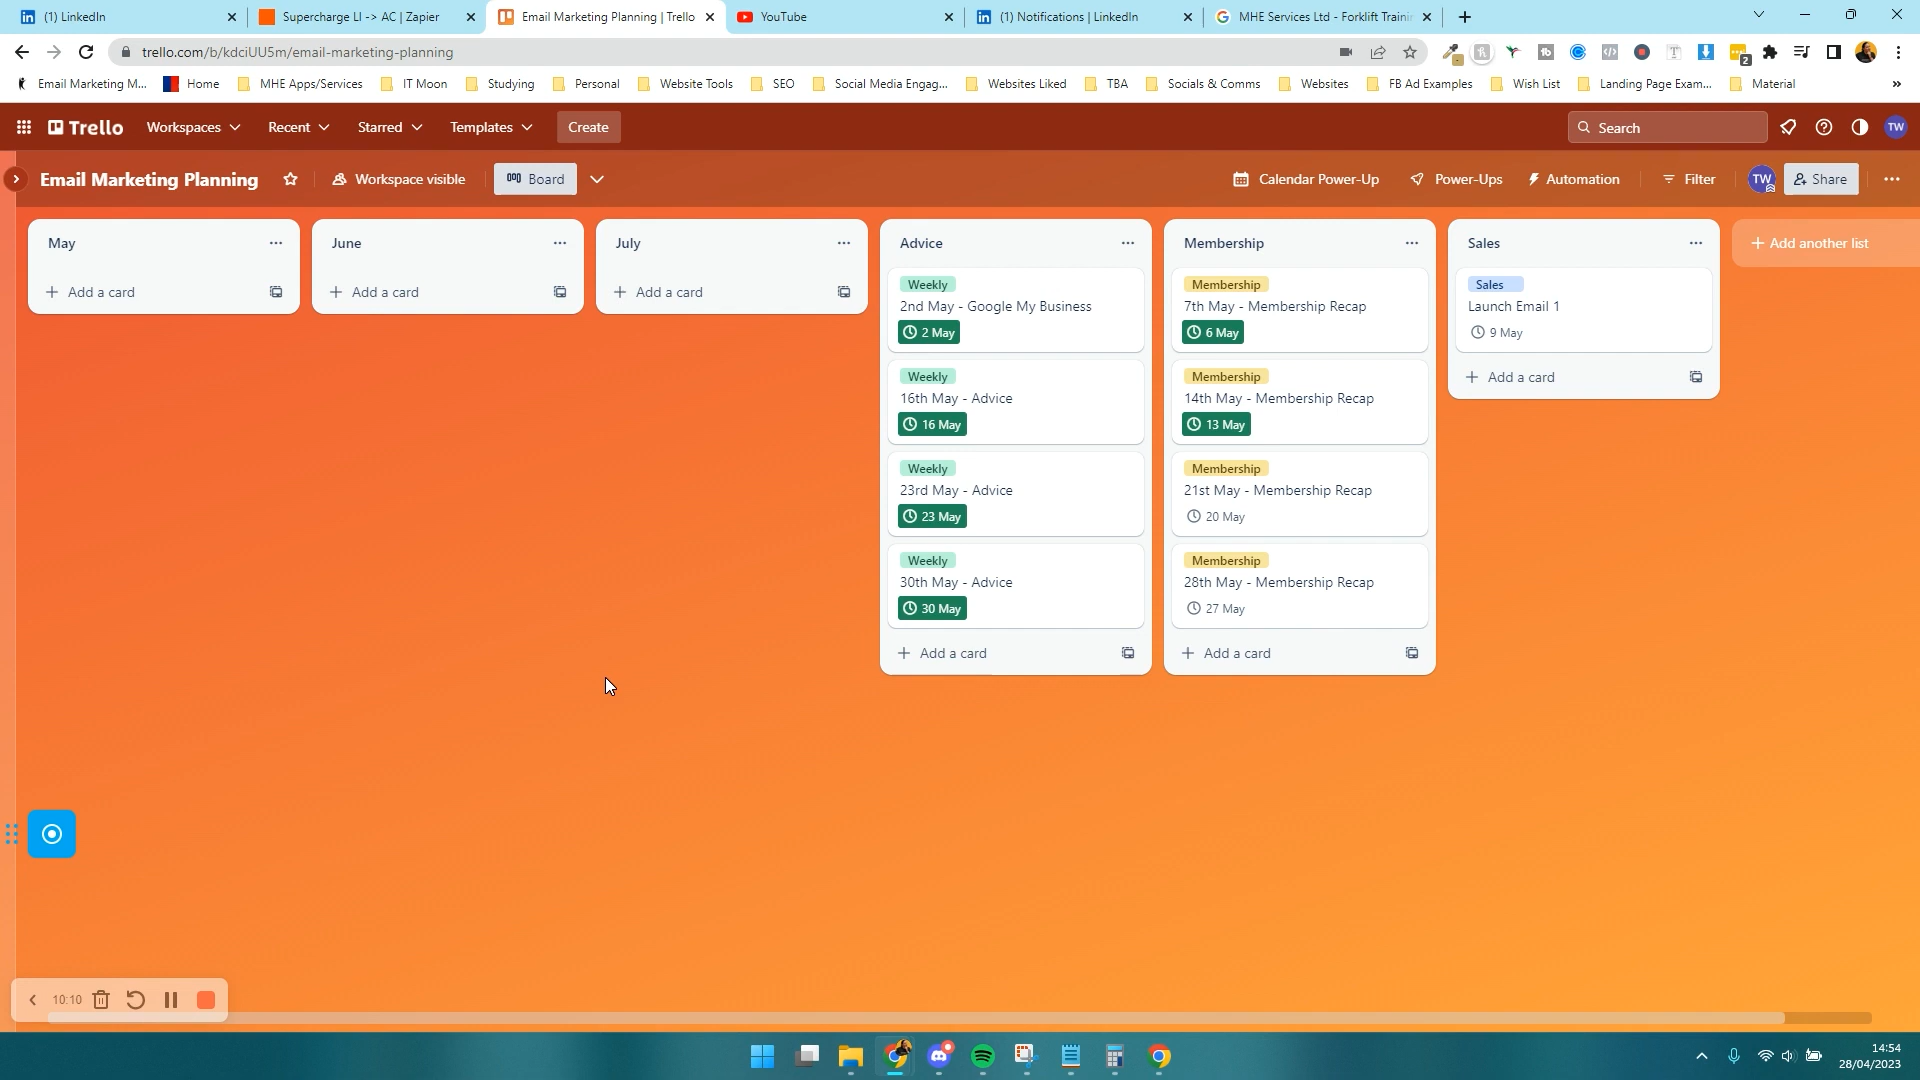 (1) LinkedIn
Supercharge LI -> AC | Zapier
Email Marketing Planning | Trello
YouTube
(1) Notifications | LinkedIn
MHE Services Ltd - Forklift Traini
trello.com/b/kdciUU5m/email-marketing-planning
2
Email Marketing M...
Home
MHE Apps/Services
IT Moon
Studying
Personal
Website Tools
SEO
Social Media Engag...
Websites Liked
TBA
Socials & Comms
Websites
FB Ad Examples
Wish List
Landing Page Exam...
Material
»
Trello
Workspaces
Recent
Starred
Templates
Create
Search
TW
Email Marketing Planning
Workspace visible
Board
Calendar Power-Up
Power-Ups
Automation
Filter
TW
Share
May
Add a card
June
Add a card
July
Add a card
Advice
Weekly
2nd May - Google My Business
2 May
Weekly
16th May - Advice
16 May
Weekly
23rd May - Advice
23 May
Weekly
30th May - Advice
30 May
Add a card
Membership
Membership
7th May - Membership Recap
6 May
Membership
14th May - Membership Recap
13 May
Membership
21st May - Membership Recap
20 May
Membership
28th May - Membership Recap
27 May
Add a card
Sales
Sales
Launch Email 1
9 May
Add a card
Add another list
10:10
14:54
28/04/2023